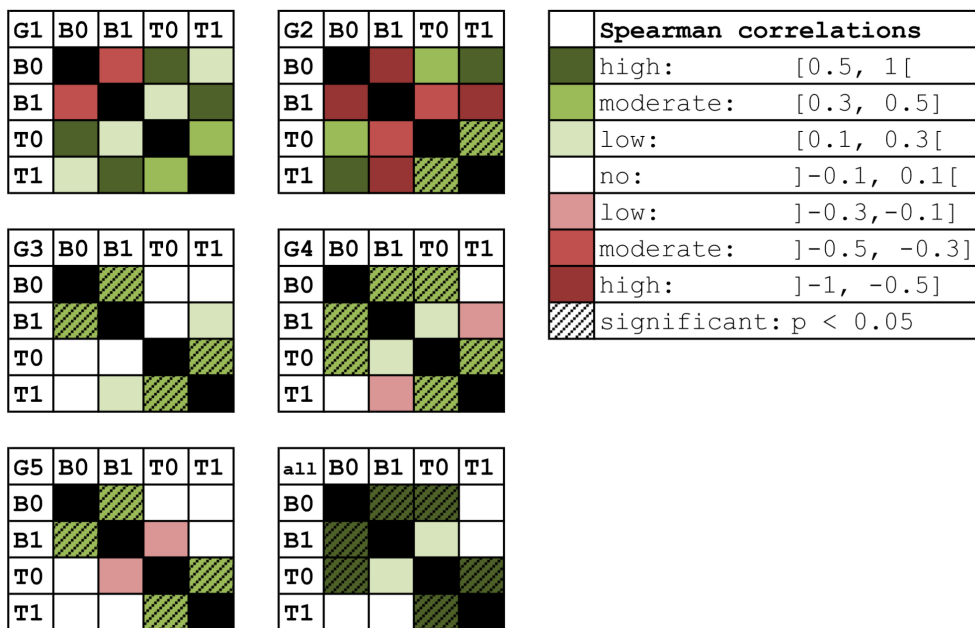 G1 B0 B1 T0 T1
B0
B1
T0
T1
G2 B0 B1 T0 T1
B0
B1
T0
T1
Spearman correlations
high: [0.5, 1[
moderate: [0.3, 0.5]
low: [0.1, 0.3[
no: ]-0.1, 0.1[
low: ]-0.3,-0.1]
moderate: ]-0.5, -0.3]
high: ]-1, -0.5]
significant: p < 0.05
G3 B0 B1 T0 T1
B0
B1
T0
T1
G4 B0 B1 T0 T1
B0
B1
T0
T1
G5 B0 B1 T0 T1
B0
B1
T0
T1
all B0 B1 T0 T1
B0
B1
T0
T1